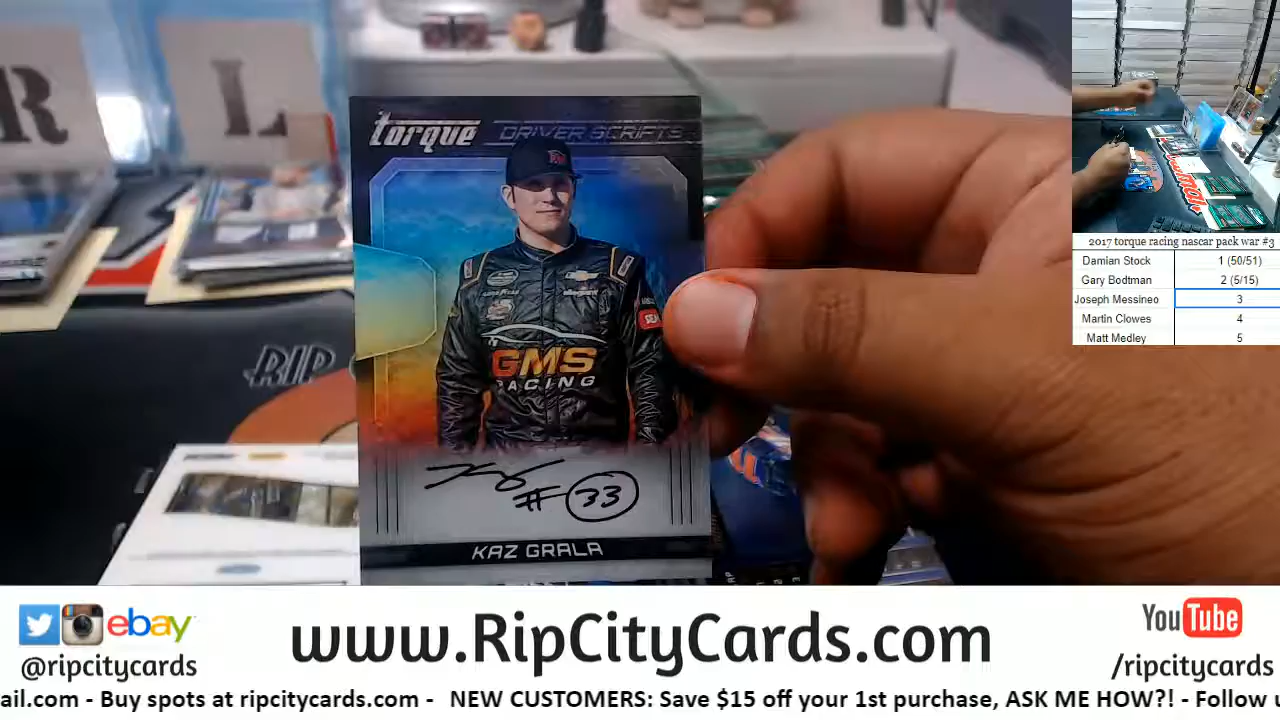 R L
torque DRIVER SCRIPTS
GMS
RACING
#33
KAZ GRALA
RIP
2017 torque racing nascar pack war #3
Damian Stock 1 (50/51)
Gary Bodtman 2 (5/15)
Joseph Messineo 3
Martin Clowes 4
Matt Medley 5
ebay
@ripcitycards
www.RipCityCards.com
YouTube
/ripcitycards
ail.com - Buy spots at ripcitycards.com - NEW CUSTOMERS: Save $15 off your 1st purchase, ASK ME HOW?! - Follow u